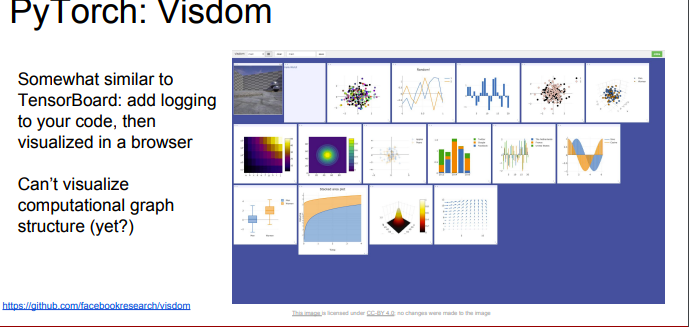 PyTorch: Visdom
Somewhat similar to
TensorBoard: add logging
to your code, then
visualized in a browser
Can't visualize
computational graph
structure (yet?)
https://github.com/facebookresearch/visdom
This image is licensed under CC-BY 4.0; no changes were made to the image